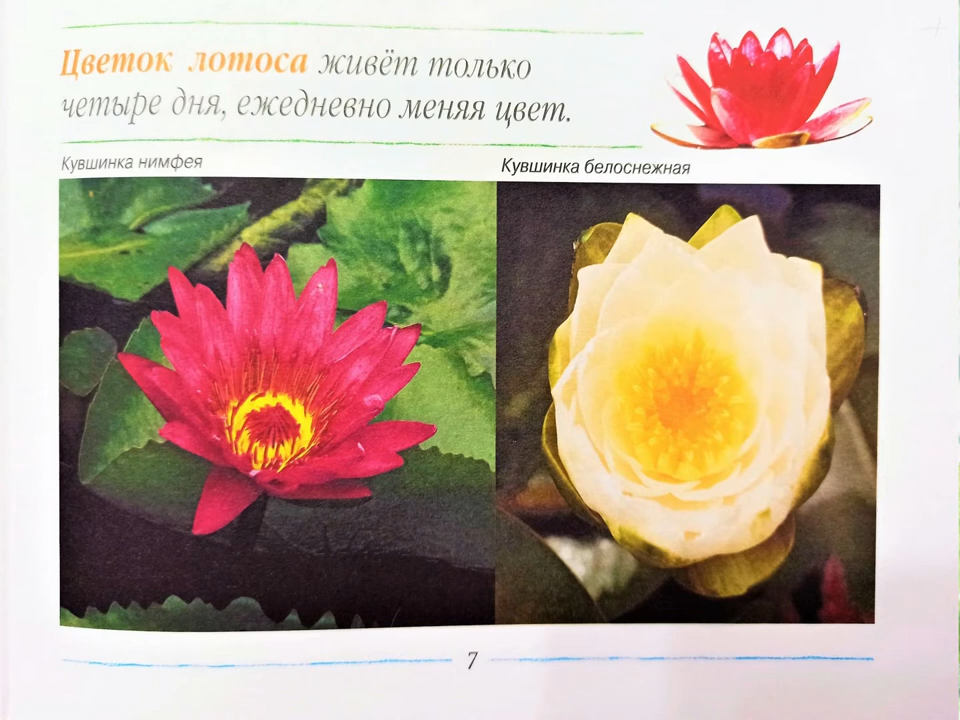 Цветок лотоса живёт только
четыре дня, ежедневно меняя цвет.
Кувшинка нимфея
Кувшинка белоснежная
7